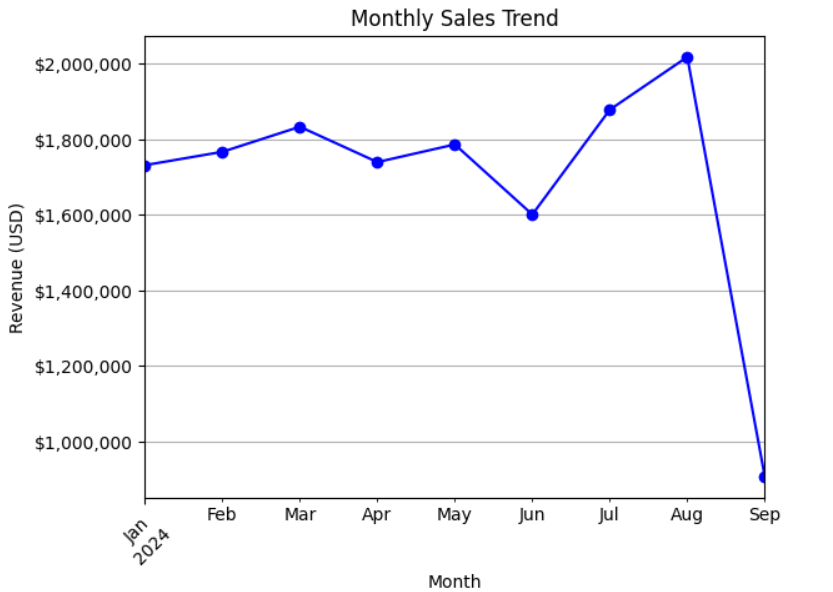 Monthly Sales Trend
Revenue (USD)
$2,000,000
$1,800,000
$1,600,000
$1,400,000
$1,200,000
$1,000,000
Jan
2024
Feb
Mar
Apr
May
Jun
Jul
Aug
Sep
Month